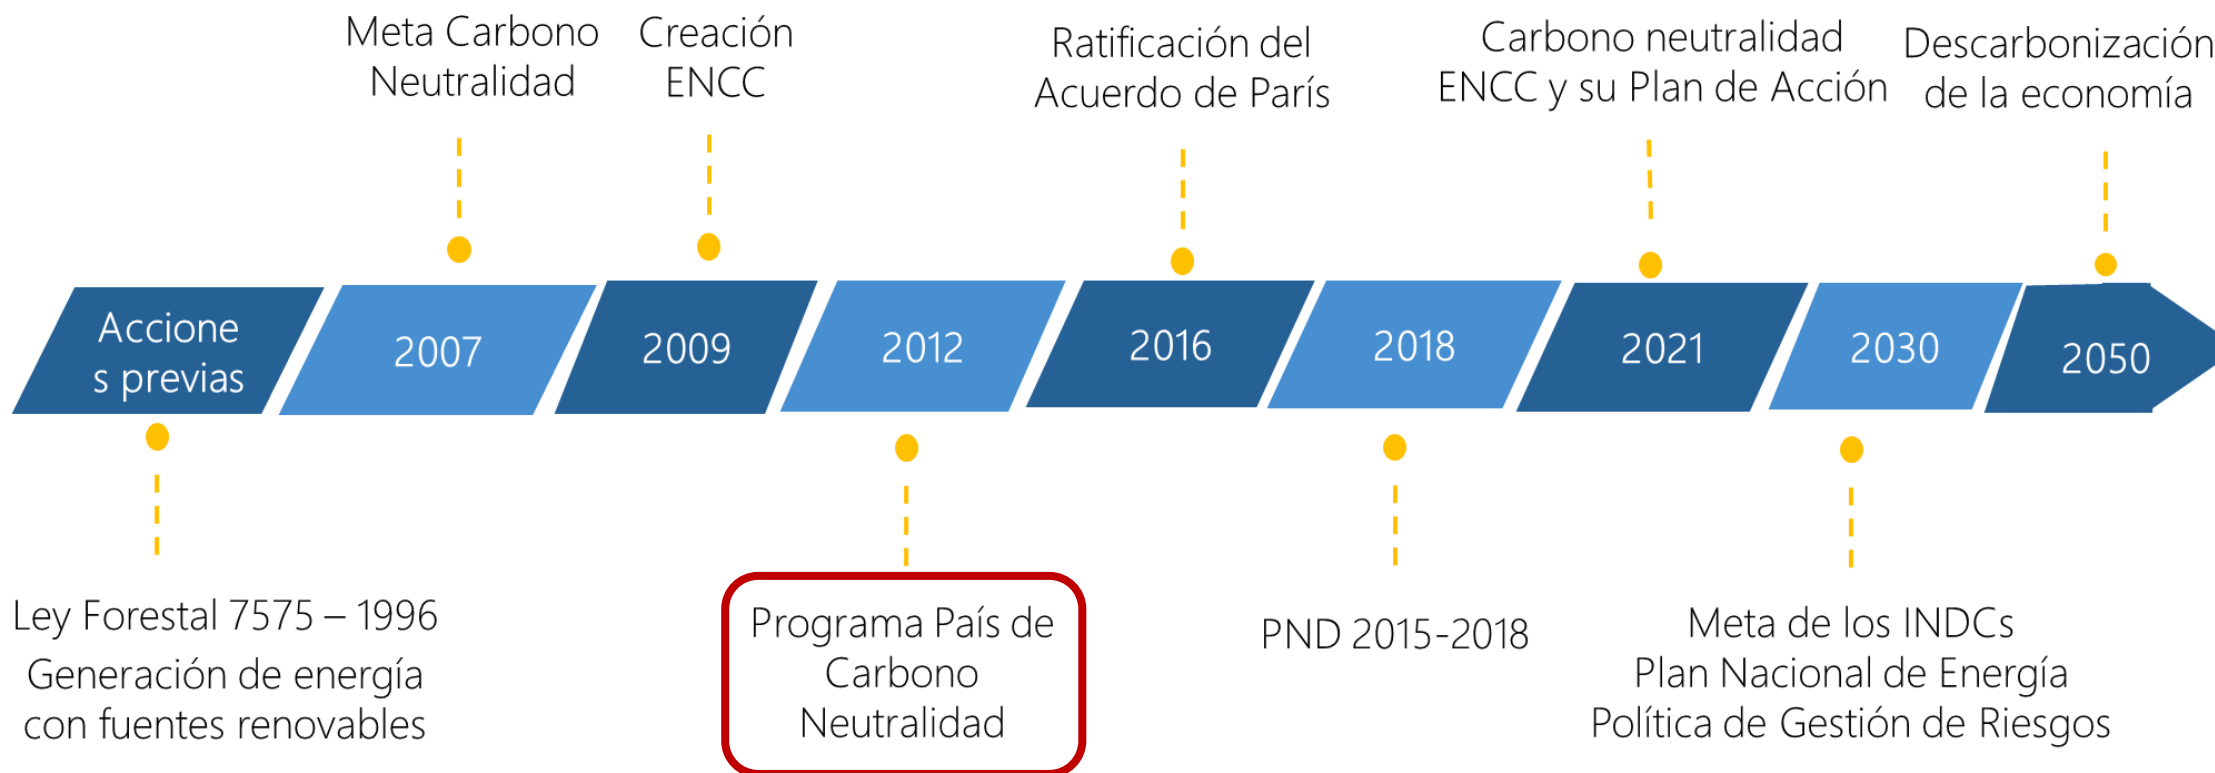 Meta Carbono
Neutralidad
Creación
ENCC
Ratificación del
Acuerdo de París
Carbono neutralidad
ENCC y su Plan de Acción
Descarbonización
de la economía
Accione
s previas
2007
2009
2012
2016
2018
2021
2030
2050
Ley Forestal 7575 – 1996
Generación de energía
con fuentes renovables
Programa País de
Carbono
Neutralidad
PND 2015-2018
Meta de los INDCs
Plan Nacional de Energía
Política de Gestión de Riesgos